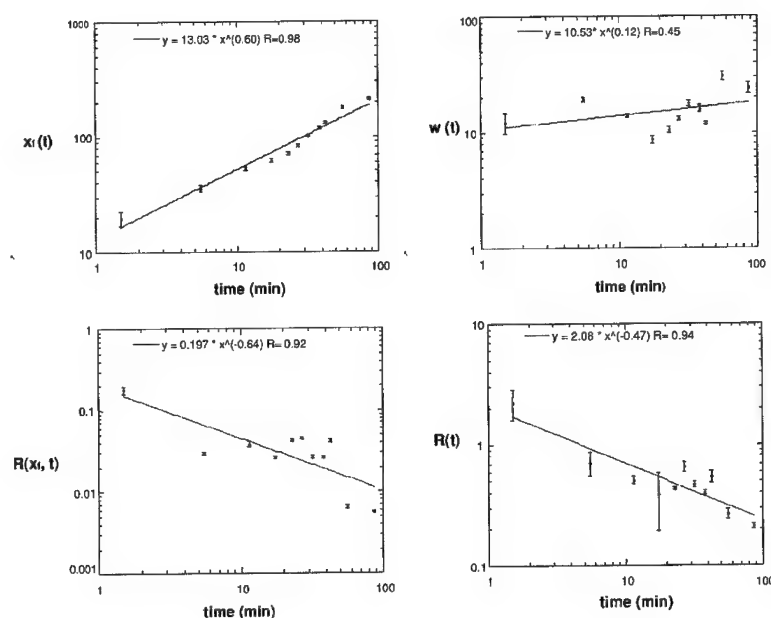 y = 13.03 * x^(0.60) R=0.98
1000
100
10
x_f (t)
1
10
100
time (min)
y = 10.53* x^(0.12) R=0.45
100
10
1
w (t)
1
10
100
time (min)
y = 0.197 * x^(-0.64) R= 0.92
1
0.1
0.01
0.001
R(x_f, t)
1
10
100
time (min)
y = 2.08 * x^(-0.47) R= 0.94
10
1
0.1
R(t)
1
10
100
time (min)